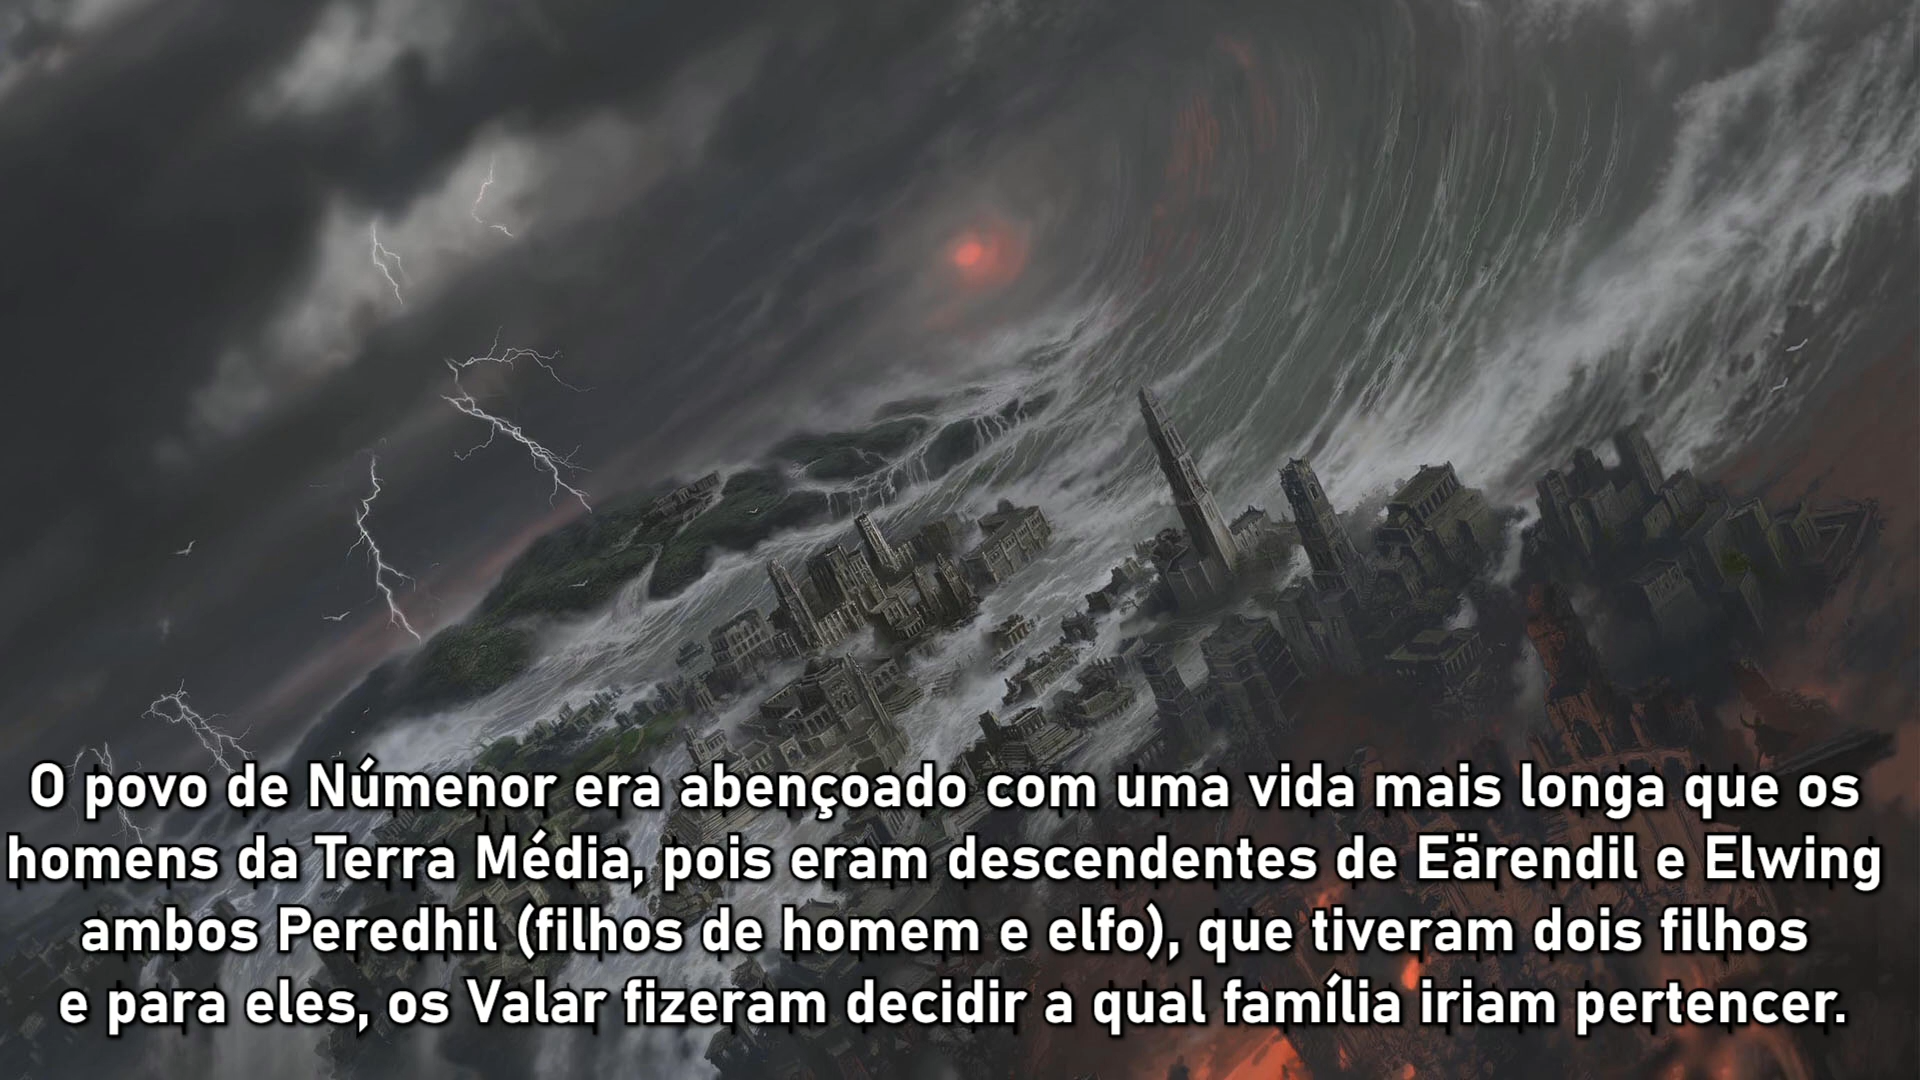 O povo de Númenor era abençoado com uma vida mais longa que os
homens da Terra Média, pois eram descendentes de Eärendil e Elwing
ambos Peredhil (filhos de homem e elfo), que tiveram dois filhos
e para eles, os Valar fizeram decidir a qual família iriam pertencer.